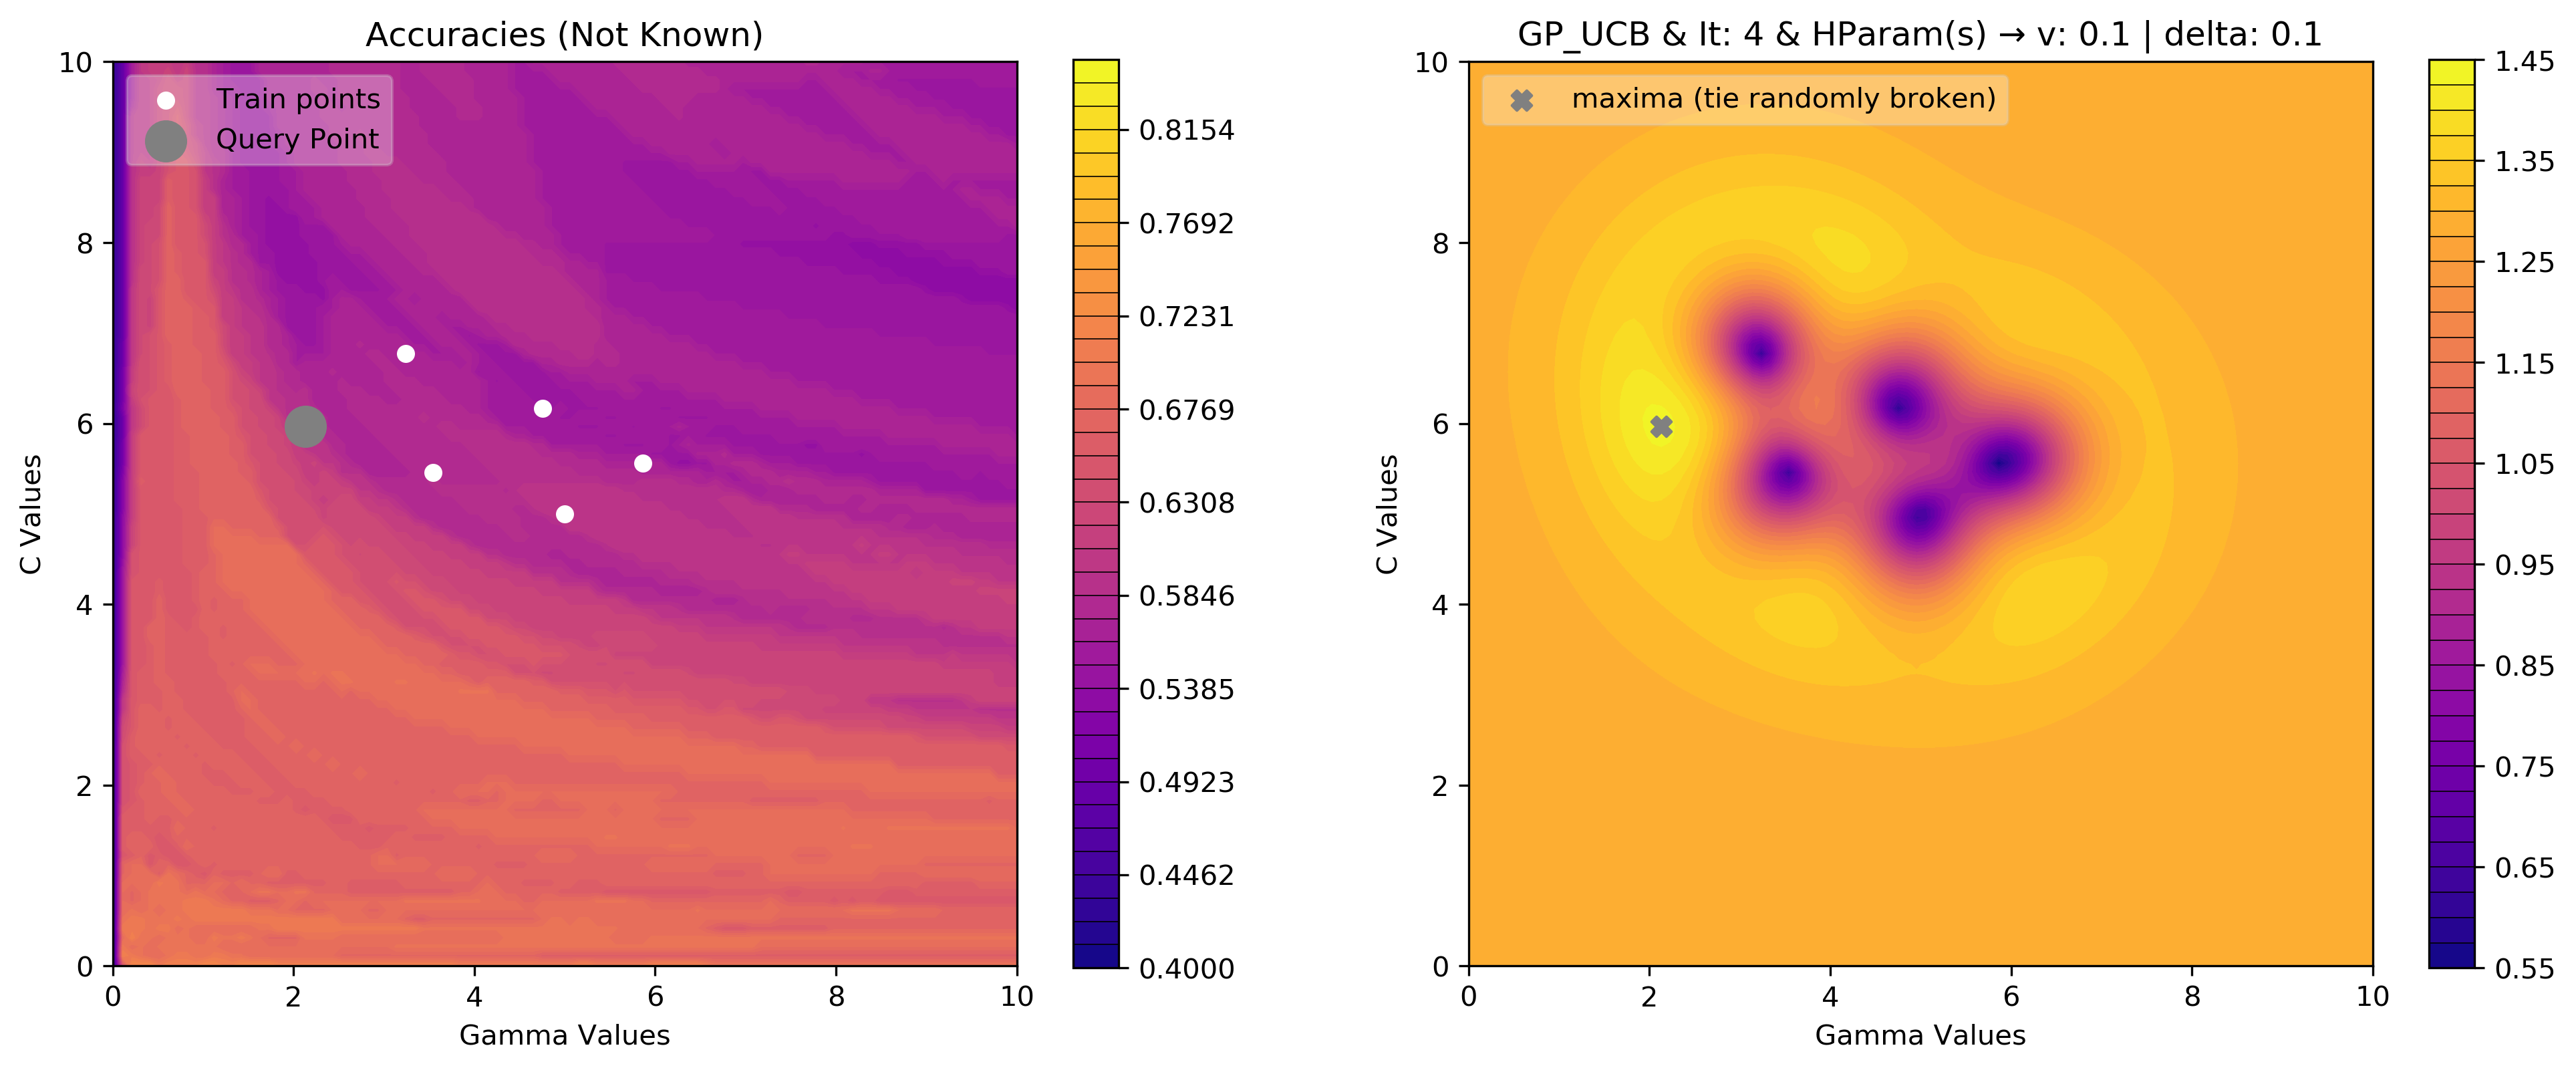 Accuracies (Not Known)
Train points
Query Point
10
8
6
4
2
0
C Values
0 2 4 6 8 10
Gamma Values
0.8154
0.7692
0.7231
0.6769
0.6308
0.5846
0.5385
0.4923
0.4462
0.4000
GP_UCB & It: 4 & HParam(s) → v: 0.1 | delta: 0.1
maxima (tie randomly broken)
10
8
6
4
2
0
C Values
0 2 4 6 8 10
Gamma Values
1.45
1.35
1.25
1.15
1.05
0.95
0.85
0.75
0.65
0.55